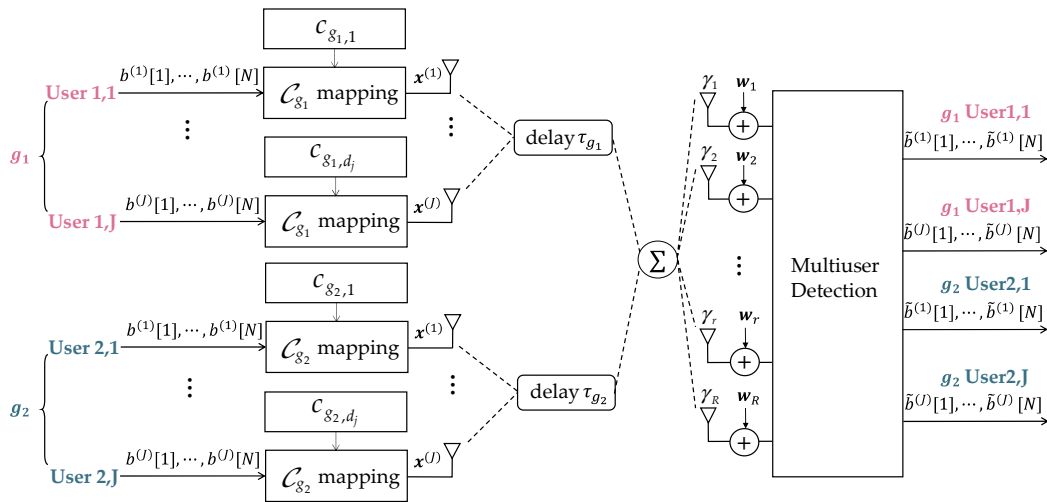 c_{g_1,1}
b^{(1)}[1],⋯,b^{(1)}[N]
User 1,1
𝒞_{g_1} mapping
x^{(1)}
⋮
⋮
g_1
c_{g_1,d_j}
b^{(J)}[1],⋯,b^{(J)}[N]
User 1,J
𝒞_{g_1} mapping
x^{(J)}
delay τ_{g_1}
c_{g_2,1}
b^{(1)}[1],⋯,b^{(1)}[N]
User 2,1
𝒞_{g_2} mapping
x^{(1)}
⋮
⋮
g_2
c_{g_2,d_j}
b^{(J)}[1],⋯,b^{(J)}[N]
User 2,J
𝒞_{g_2} mapping
x^{(J)}
delay τ_{g_2}
Σ
γ_1
w_1
+
γ_2
w_2
+
⋮
γ_r
w_r
+
γ_R
w_R
+
Multiuser
Detection
g_1 User1,1
b̃^{(1)}[1],⋯,b̃^{(1)}[N]
g_1 User1,J
b̃^{(J)}[1],⋯,b̃^{(J)}[N]
g_2 User2,1
b̃^{(1)}[1],⋯,b̃^{(1)}[N]
g_2 User2,J
b̃^{(J)}[1],⋯,b̃^{(J)}[N]